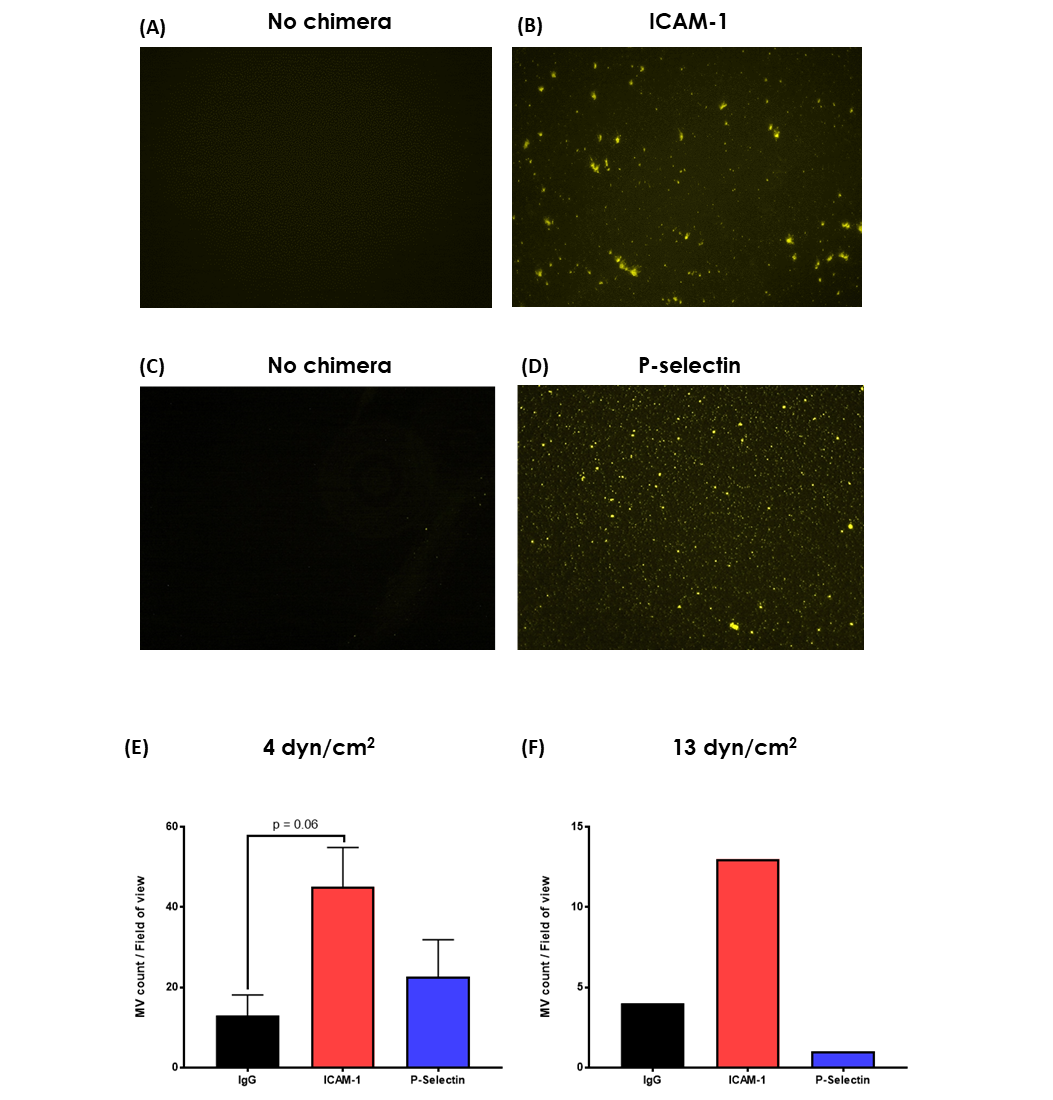 (A) No chimera
(B) ICAM-1
(C) No chimera
(D) P-selectin
(E) 4 dyn/cm²
(F) 13 dyn/cm²
p = 0.06
60
40
20
0
MV count / Field of view
IgG ICAM-1 P-Selectin
15
10
5
0
MV count / Field of view
IgG ICAM-1 P-Selectin